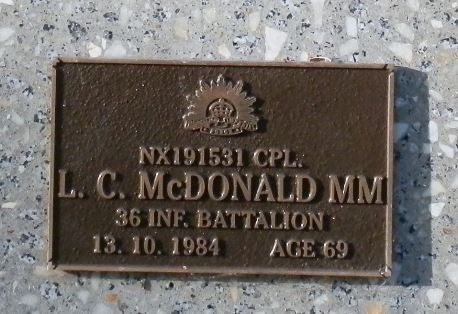 NX191531 CPL.
L. C. McDONALD MM
36 INF. BATTALION
13. 10. 1984 AGE 69